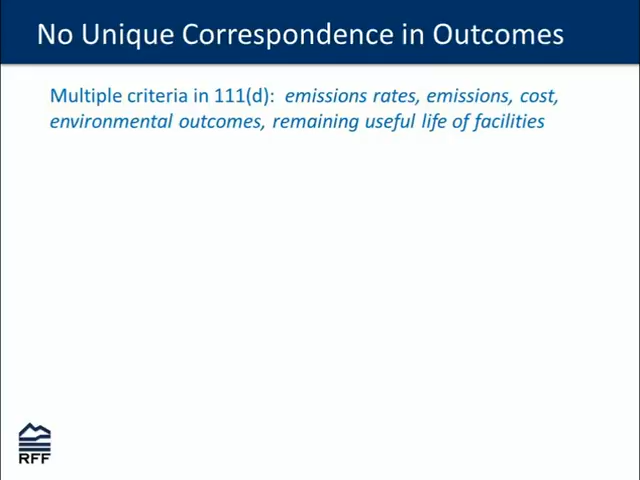 No Unique Correspondence in Outcomes
Multiple criteria in 111(d): emissions rates, emissions, cost,
environmental outcomes, remaining useful life of facilities
RFF